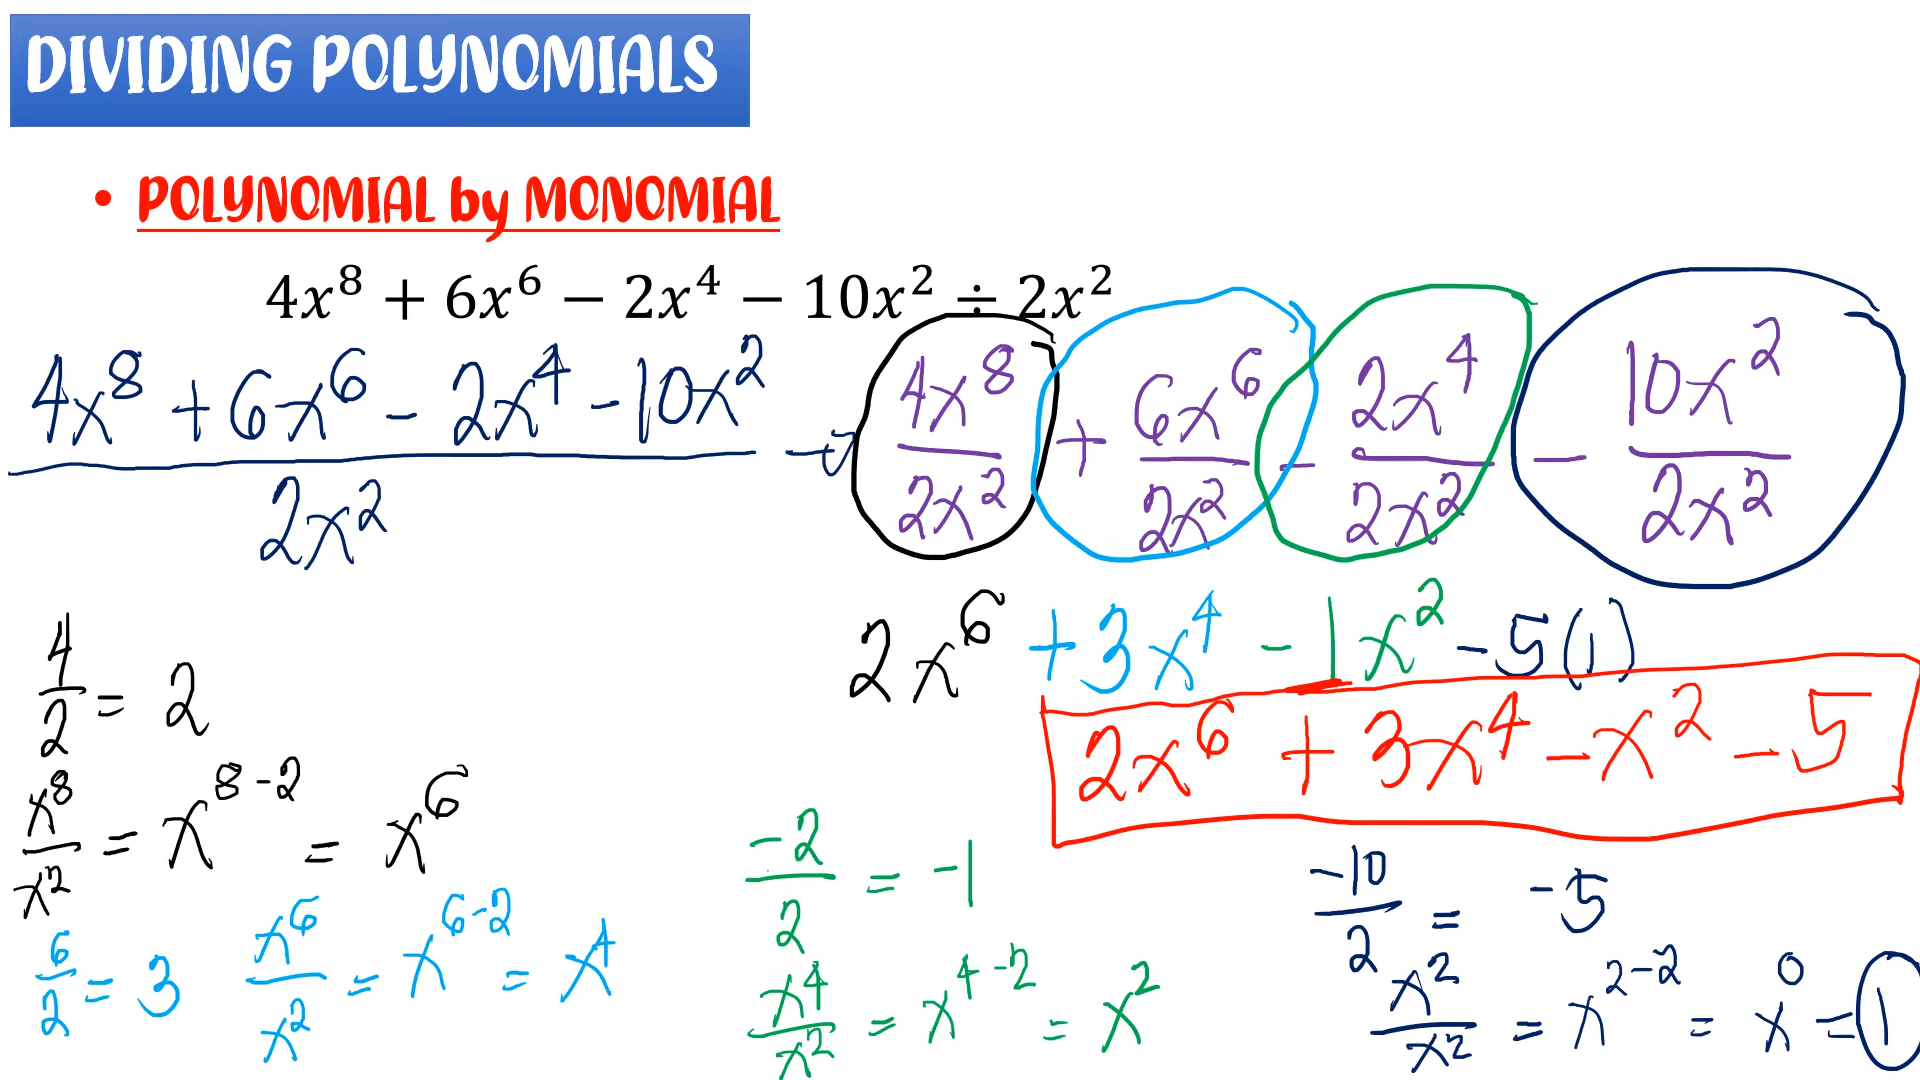 DIVIDING POLYNOMIALS
• POLYNOMIAL by MONOMIAL
4x⁸ + 6x⁶ − 2x⁴ − 10x² ÷ 2x²
(4x⁸ + 6x⁶ - 2x⁴ - 10x²)/(2x²) → 4x⁸/2x² + 6x⁶/2x² - 2x⁴/2x² - 10x²/2x²
2x⁶ + 3x⁴ - 1x² - 5(1)
2x⁶ + 3x⁴ - x² - 5
4/2 = 2
x⁸/x² = x⁸⁻² = x⁶
6/2 = 3 x⁶/x² = x⁶⁻² = x⁴
-2/2 = -1
x⁴/x² = x⁴⁻² = x²
-10/2 = -5
x²/x² = x²⁻² = x⁰ = 1